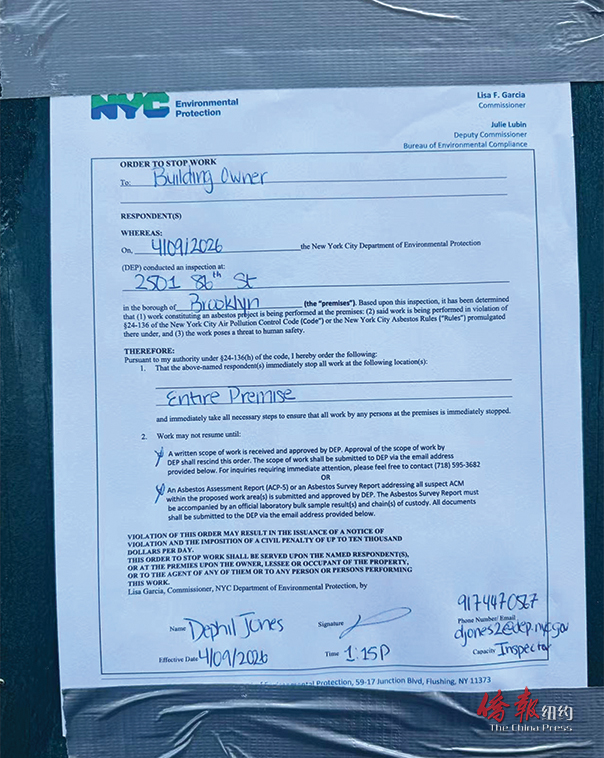 NYC Environmental
Protection
Lisa F. Garcia
Commissioner
Julie Lubin
Deputy Commissioner
Bureau of Environmental Compliance
ORDER TO STOP WORK
To: Building Owner
RESPONDENT(S)
WHEREAS:
On, 4/09/2026 the New York City Department of Environmental Protection
(DEP) conducted an inspection at:
2501 86th St
in the borough of Brooklyn (the "premises"). Based upon this inspection, it has been determined
that (1) work constituting an asbestos project is being performed at the premises: (2) said work is being performed in violation of
§24-136 of the New York City Air Pollution Control Code ("Code") or the New York City Asbestos Rules ("Rules") promulgated
there under, and (3) the work poses a threat to human safety.
THEREFORE:
Pursuant to my authority under §24-136(h) of the code, I hereby order the following:
1. That the above-named respondent(s) immediately stop all work at the following location(s):
Entire Premise
and immediately take all necessary steps to ensure that all work by any persons at the premises is immediately stopped.
2. Work may not resume until:
A written scope of work is received and approved by DEP. Approval of the scope of work by
DEP shall rescind this order. The scope of work shall be submitted to DEP via the email address
provided below. For inquiries requiring immediate attention, please feel free to contact (718) 595-3682
OR
An Asbestos Assessment Report (ACP-5) or an Asbestos Survey Report addressing all suspect ACM
within the proposed work area(s) is submitted and approved by DEP. The Asbestos Survey Report must
be accompanied by an official laboratory bulk sample result(s) and chain(s) of custody. All documents
shall be submitted to the DEP via the email address provided below.
VIOLATION OF THIS ORDER MAY RESULT IN THE ISSUANCE OF A NOTICE OF
VIOLATION AND THE IMPOSITION OF A CIVIL PENALTY OF UP TO TEN THOUSAND
DOLLARS PER DAY.
THIS ORDER TO STOP WORK SHALL BE SERVED UPON THE NAMED RESPONDENT(S),
OR AT THE PREMIES UPON THE OWNER, LESSEE OR OCCUPANT OF THE PROPERTY,
OR TO THE AGENT OF ANY OF THEM OR TO ANY PERSON OR PERSONS PERFORMING
THIS WORK.
Lisa Garcia, Commissioner, NYC Department of Environmental Protection, by
9174470567
Name Dephil Jones Signature Phone Number/ Email
djones2@dep.nyc.gov
Effective Date 4/09/2026 Time 1:15P Capacity Inspector
Environmental Protection, 59-17 Junction Blvd, Flushing, NY 11373
僑報紐約
The China Press